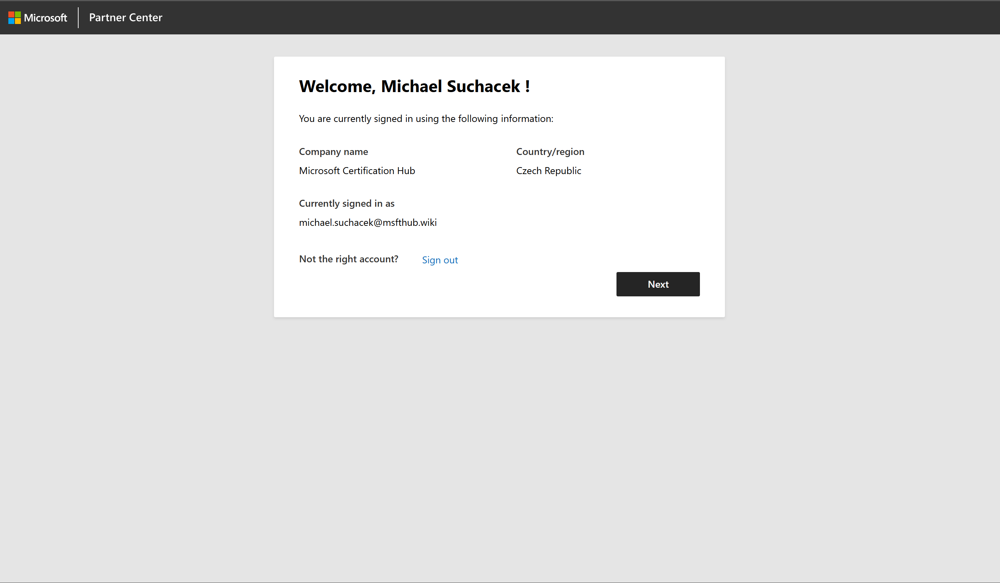 Microsoft Partner Center
Welcome, Michael Suchacek !
You are currently signed in using the following information:
Company name
Microsoft Certification Hub
Country/region
Czech Republic
Currently signed in as
michael.suchacek@msfthub.wiki
Not the right account? Sign out
Next